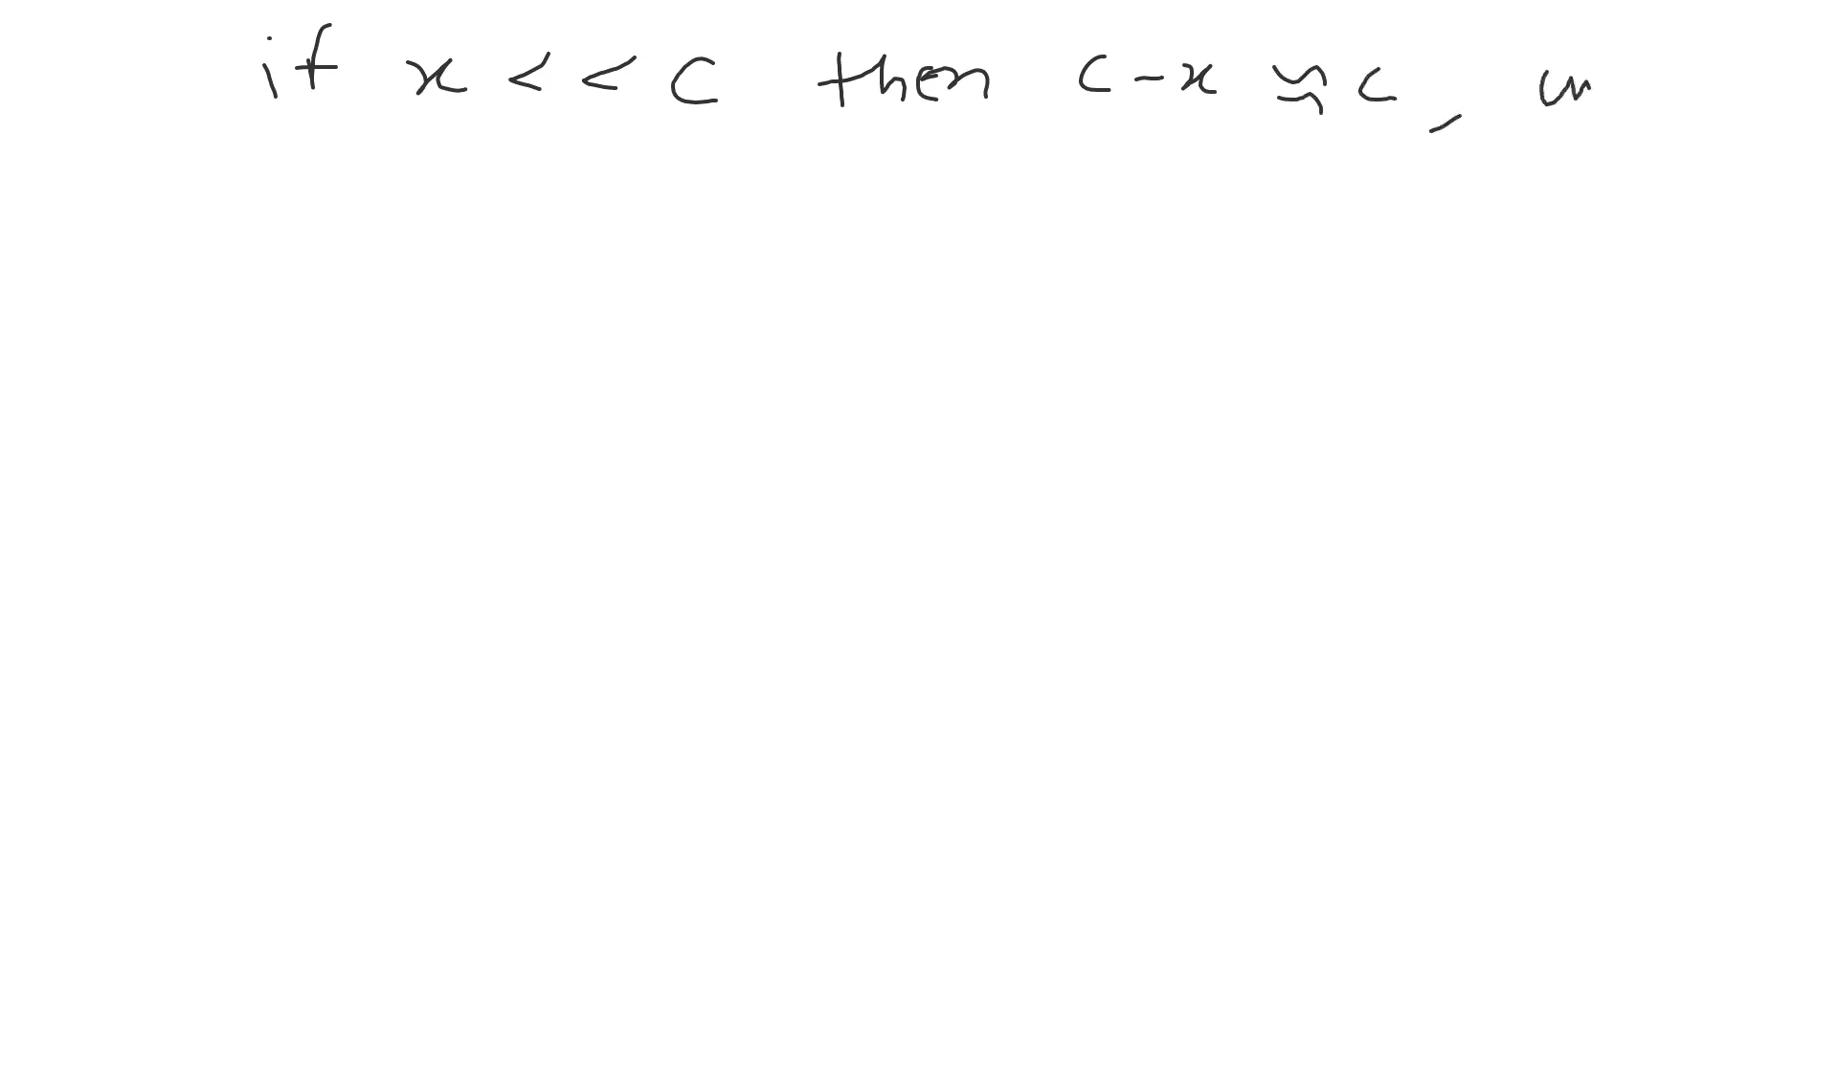 if x << c then c - x ≈ c,